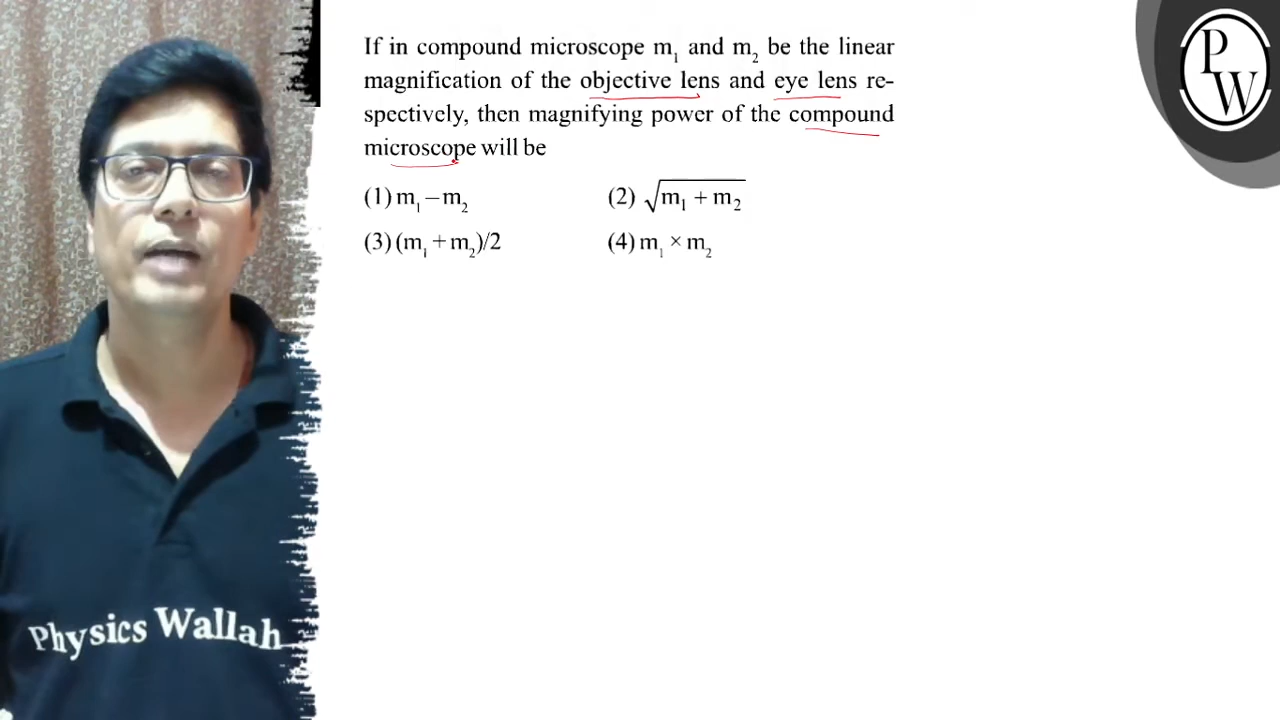 If in compound microscope m₁ and m₂ be the linear
magnification of the objective lens and eye lens re-
spectively, then magnifying power of the compound
microscope will be
(1) m₁ – m₂ (2) √(m₁ + m₂)
(3) (m₁ + m₂)/2 (4) m₁ × m₂
PW
Physics Wallah